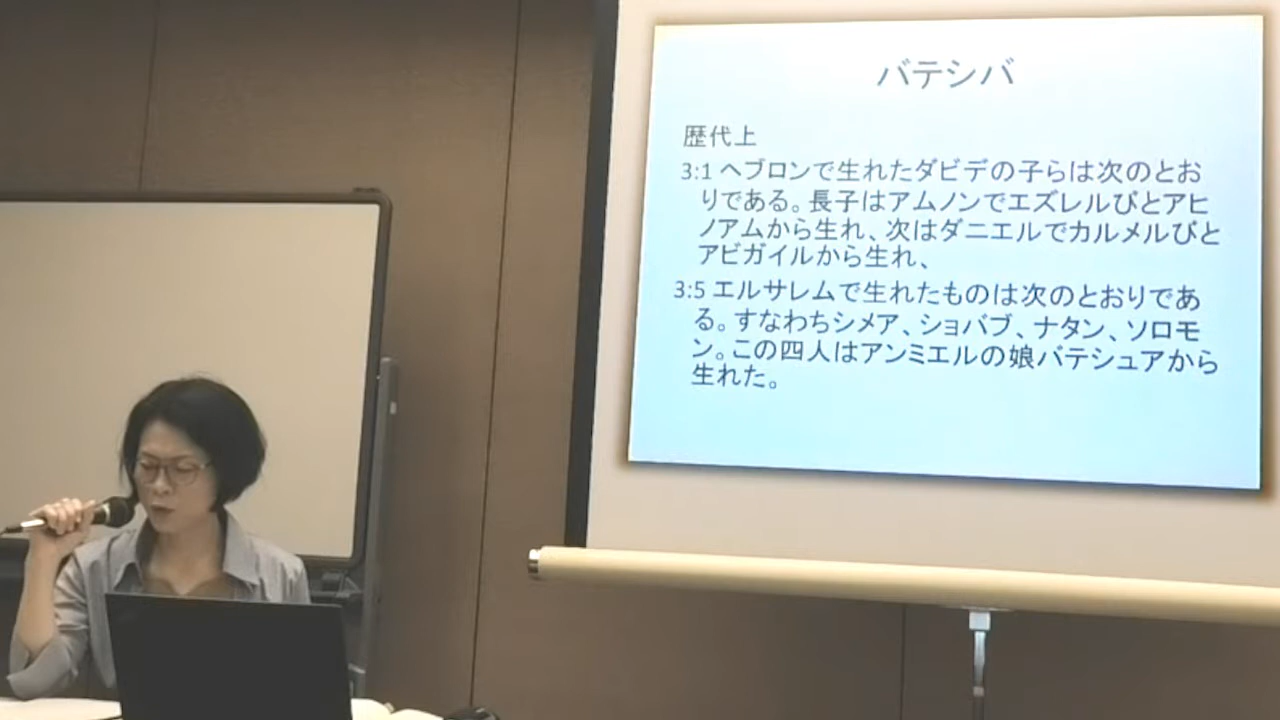 バテシバ
歴代上
3:1 ヘブロンで生れたダビデの子らは次のとお
りである。長子はアムノンでエズレルびとアヒ
ノアムから生れ、次はダニエルでカルメルびと
アビガイルから生れ、
3:5 エルサレムで生れたものは次のとおりであ
る。すなわちシメア、ショバブ、ナタン、ソロモ
ン。この四人はアンミエルの娘バテシュアから
生れた。